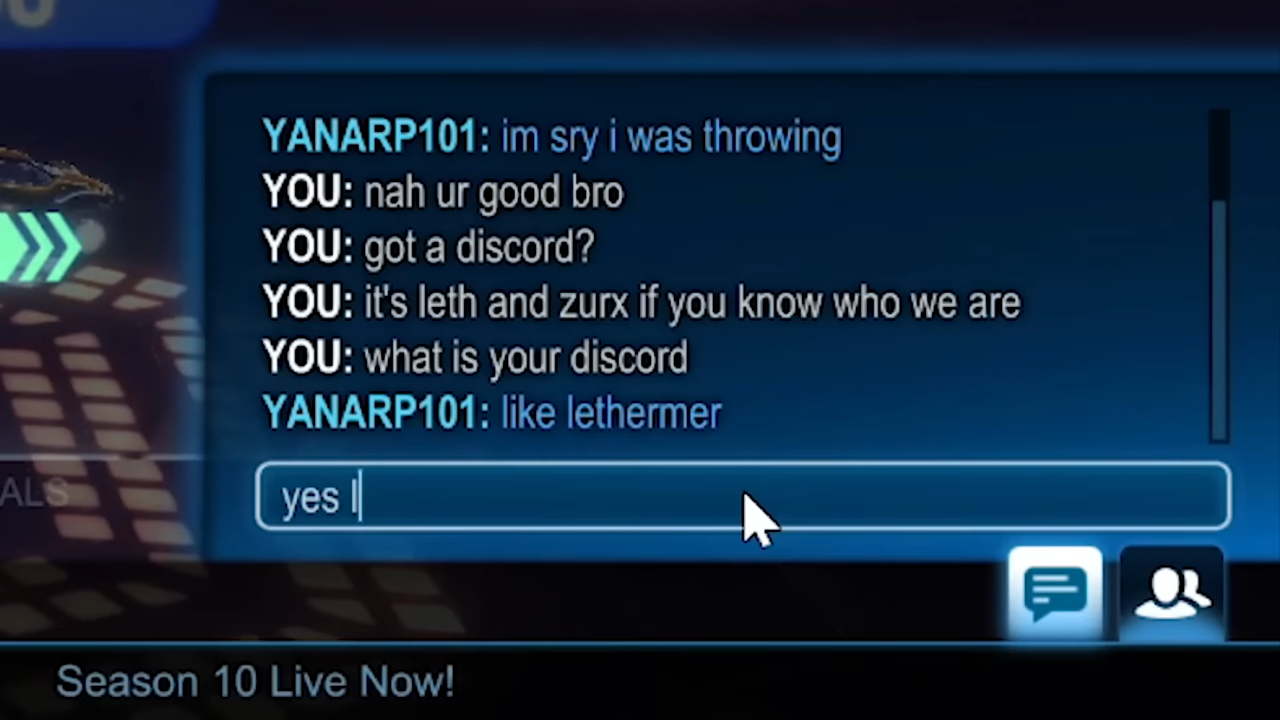 YANARP101: im sry i was throwing
YOU: nah ur good bro
YOU: got a discord?
YOU: it's leth and zurx if you know who we are
YOU: what is your discord
YANARP101: like lethermer
yes l
ALS
Season 10 Live Now!